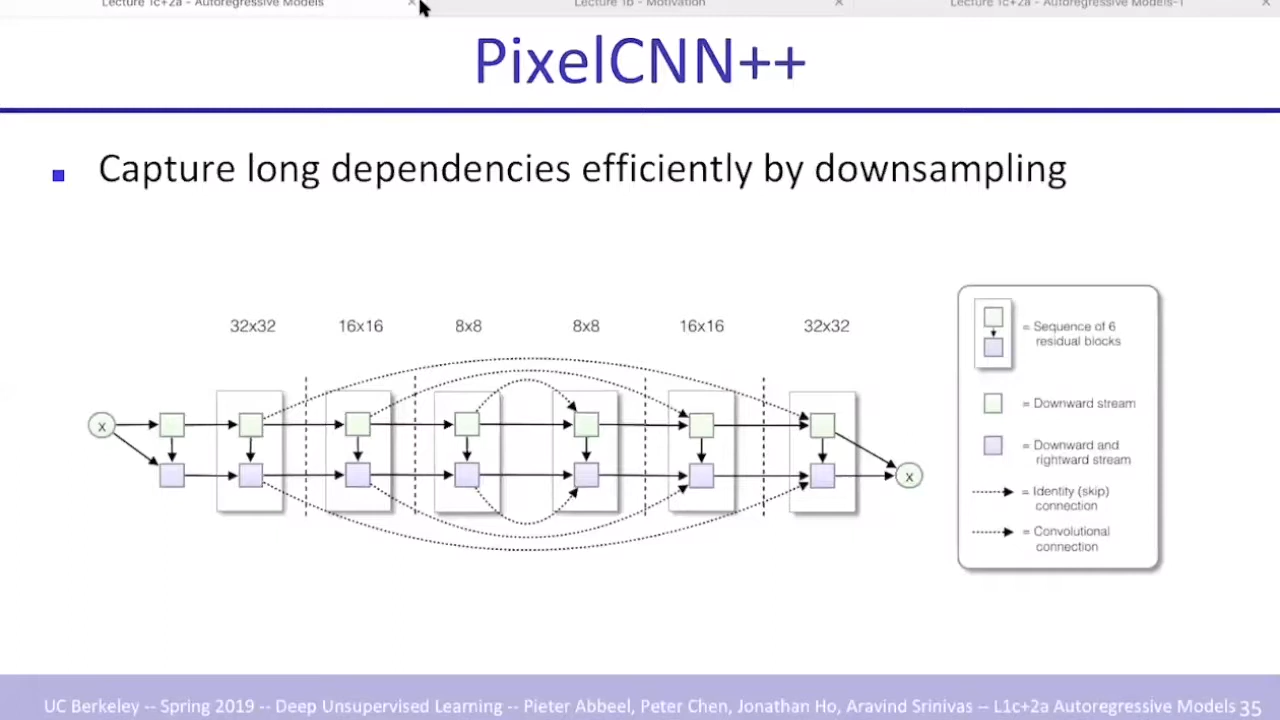 Lecture 1c+2a - Autoregressive Models
Lecture 1b - Motivation
Lecture 1c+2a - Autoregressive Models-1
PixelCNN++
Capture long dependencies efficiently by downsampling
32x32 16x16 8x8 8x8 16x16 32x32
x
x
= Sequence of 6
residual blocks
= Downward stream
= Downward and
rightward stream
= Identity (skip)
connection
= Convolutional
connection
UC Berkeley -- Spring 2019 -- Deep Unsupervised Learning -- Pieter Abbeel, Peter Chen, Jonathan Ho, Aravind Srinivas – L1c+2a Autoregressive Models 35